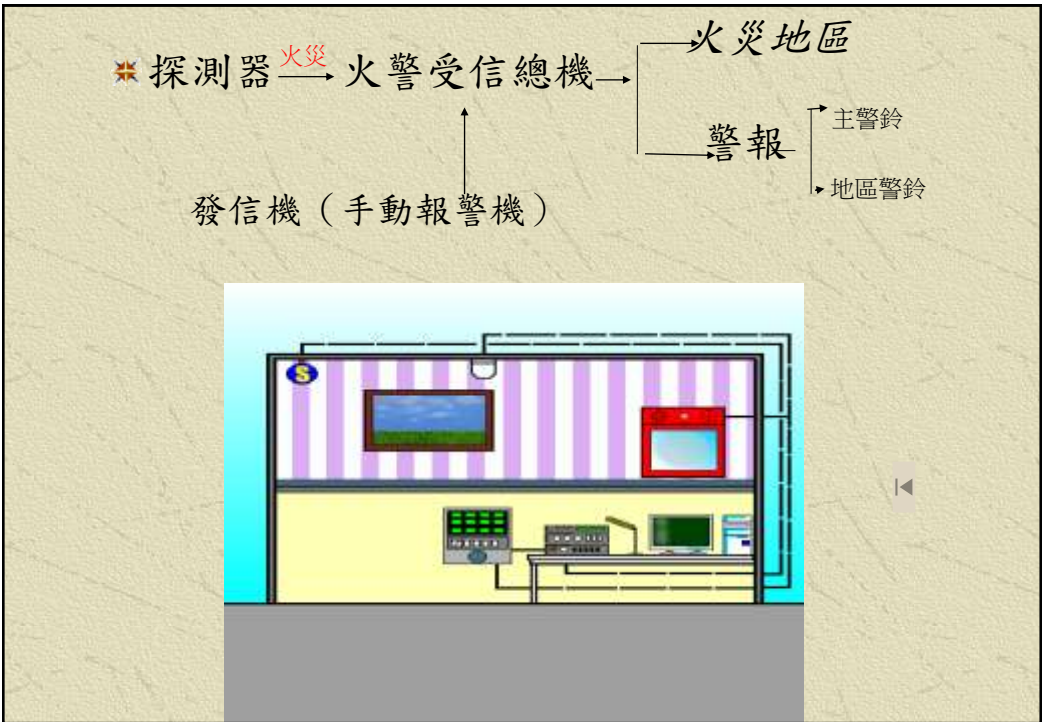 火災地區
探測器 火災 火警受信總機
主警鈴
警報
地區警鈴
發信機（手動報警機）
S